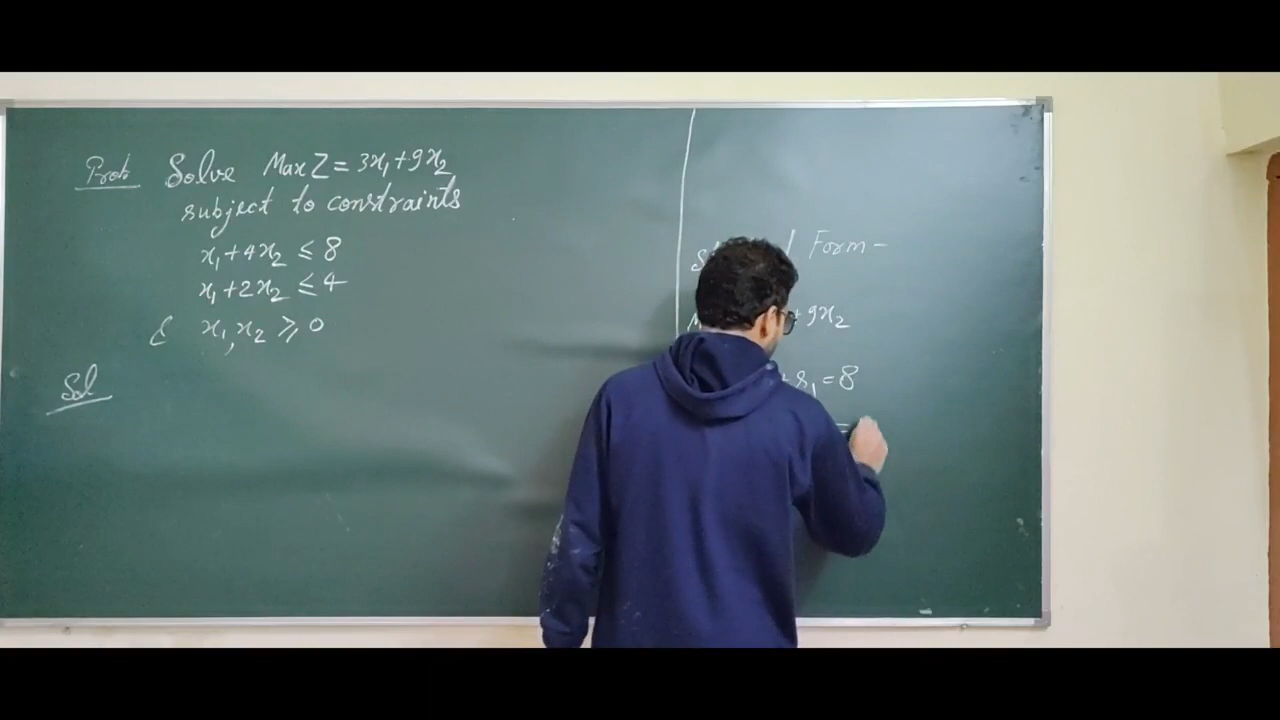 Prob Solve Max Z = 3x₁ + 9x₂
subject to constraints
x₁ + 4x₂ ≤ 8
x₁ + 2x₂ ≤ 4
& x₁, x₂ ≥ 0
Sol
Form -
+ 9x₂
+ s₁ = 8
=